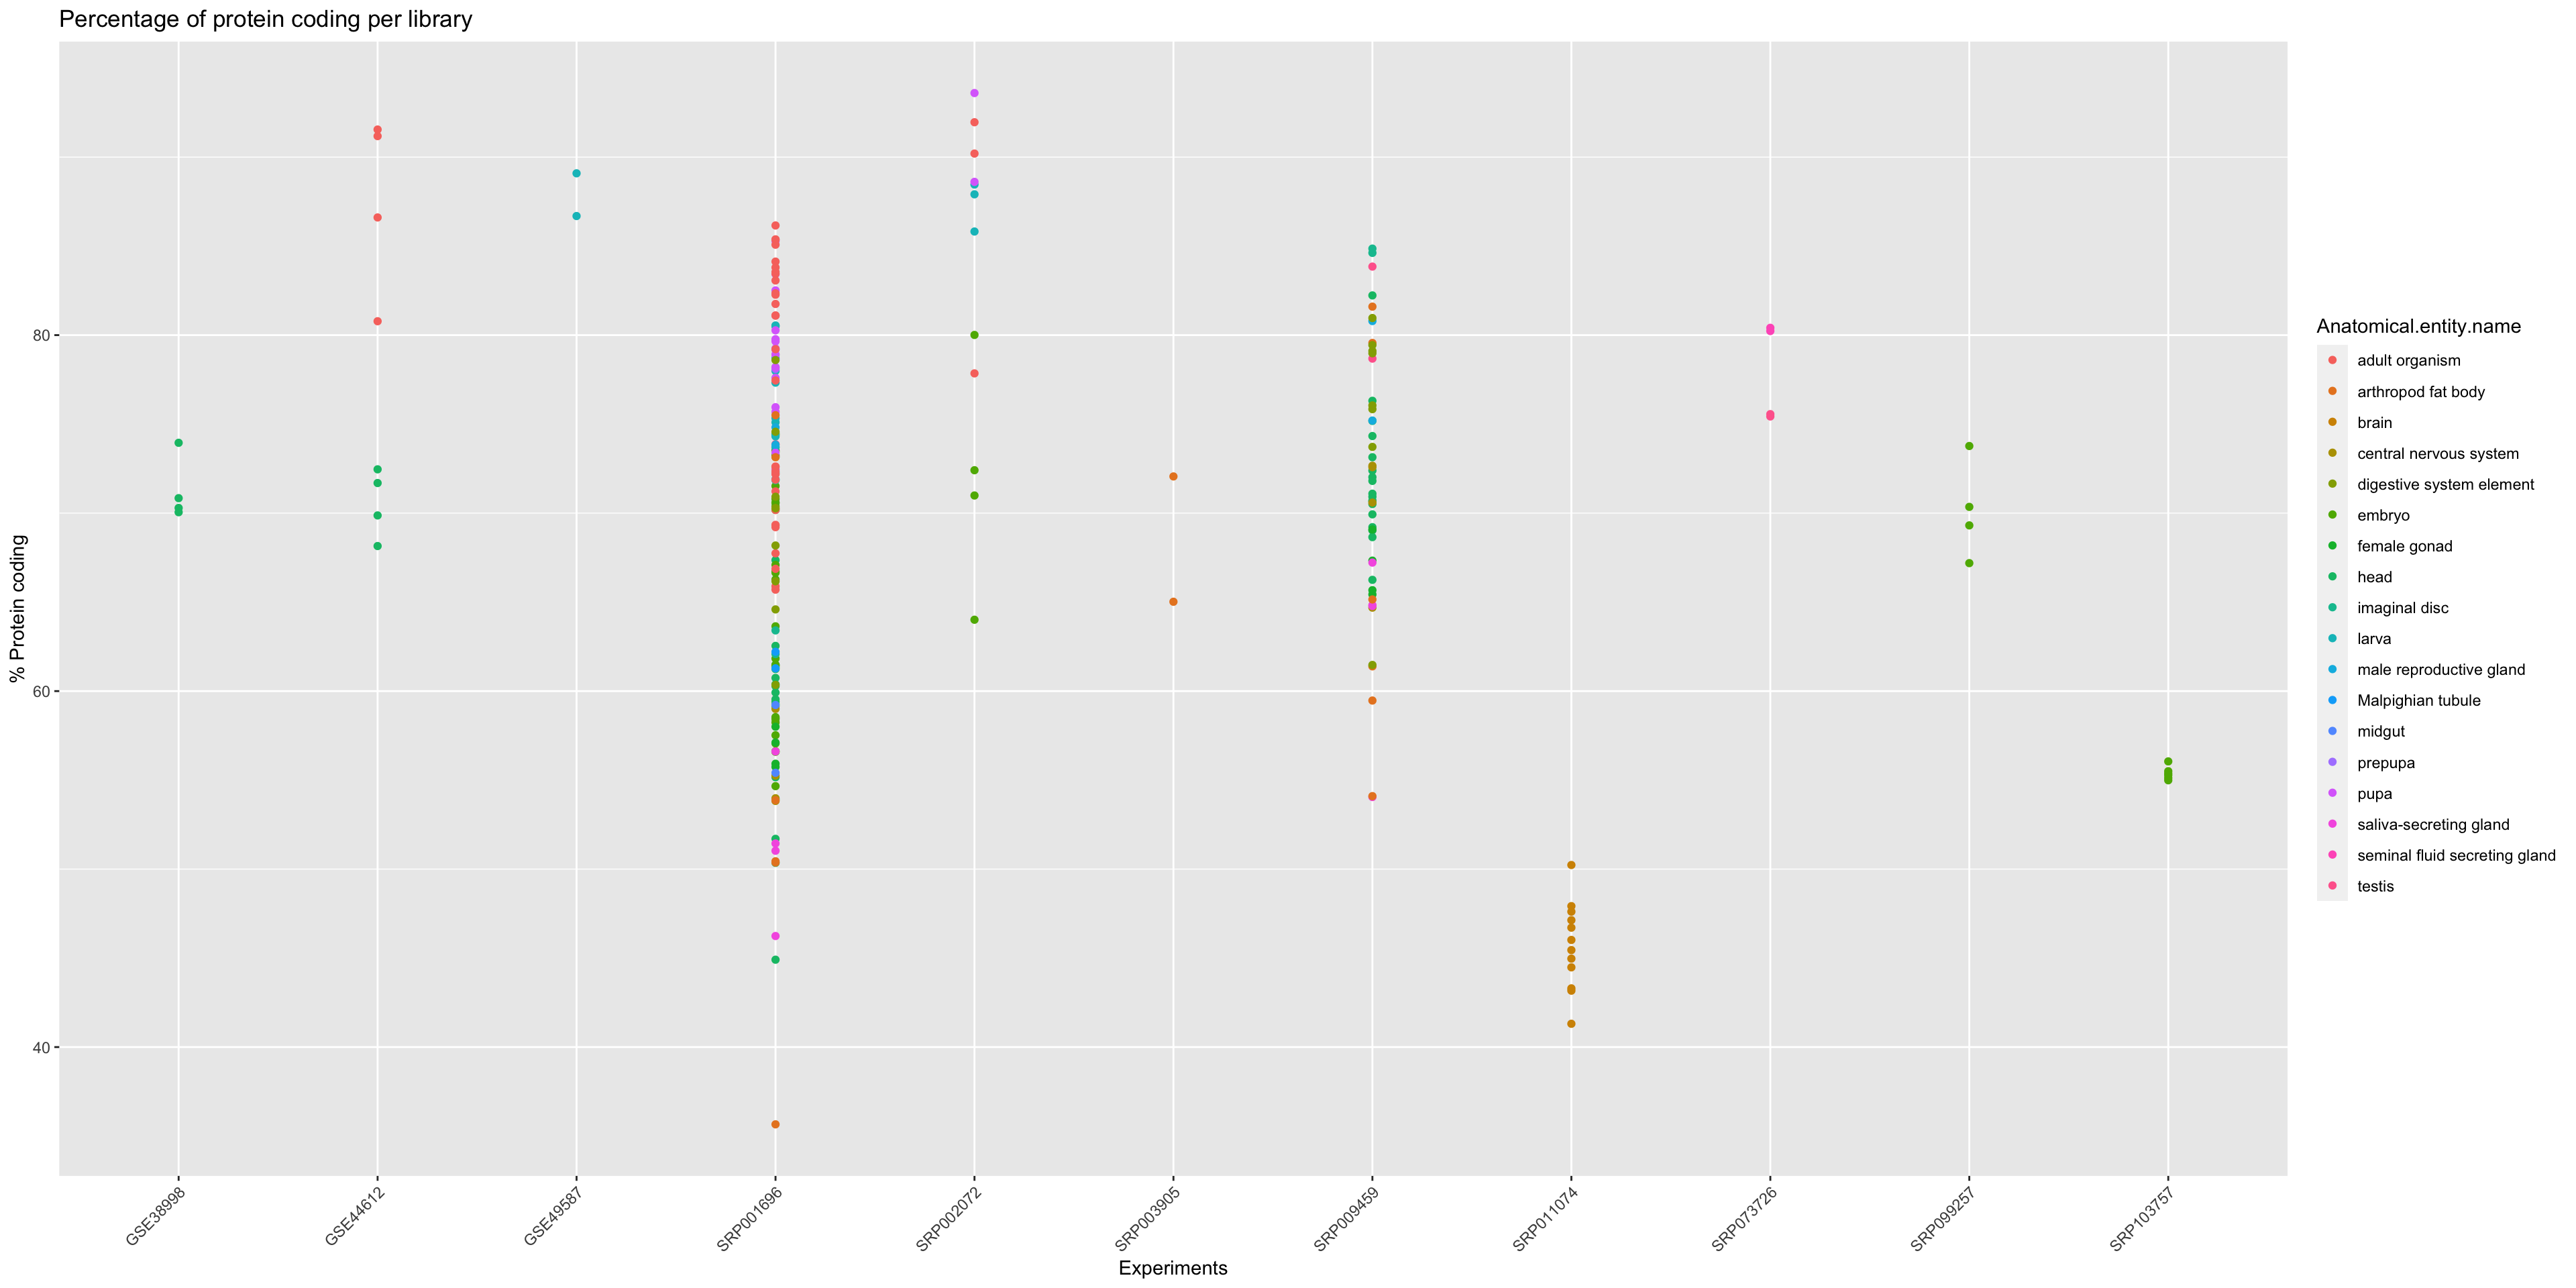 Percentage of protein coding per library
% Protein coding
80
60
40
GSE38998
GSE44612
GSE49587
SRP001696
SRP002072
SRP003905
SRP009459
SRP011074
SRP073726
SRP099257
SRP103757
Experiments
Anatomical.entity.name
adult organism
arthropod fat body
brain
central nervous system
digestive system element
embryo
female gonad
head
imaginal disc
larva
male reproductive gland
Malpighian tubule
midgut
prepupa
pupa
saliva-secreting gland
seminal fluid secreting gland
testis